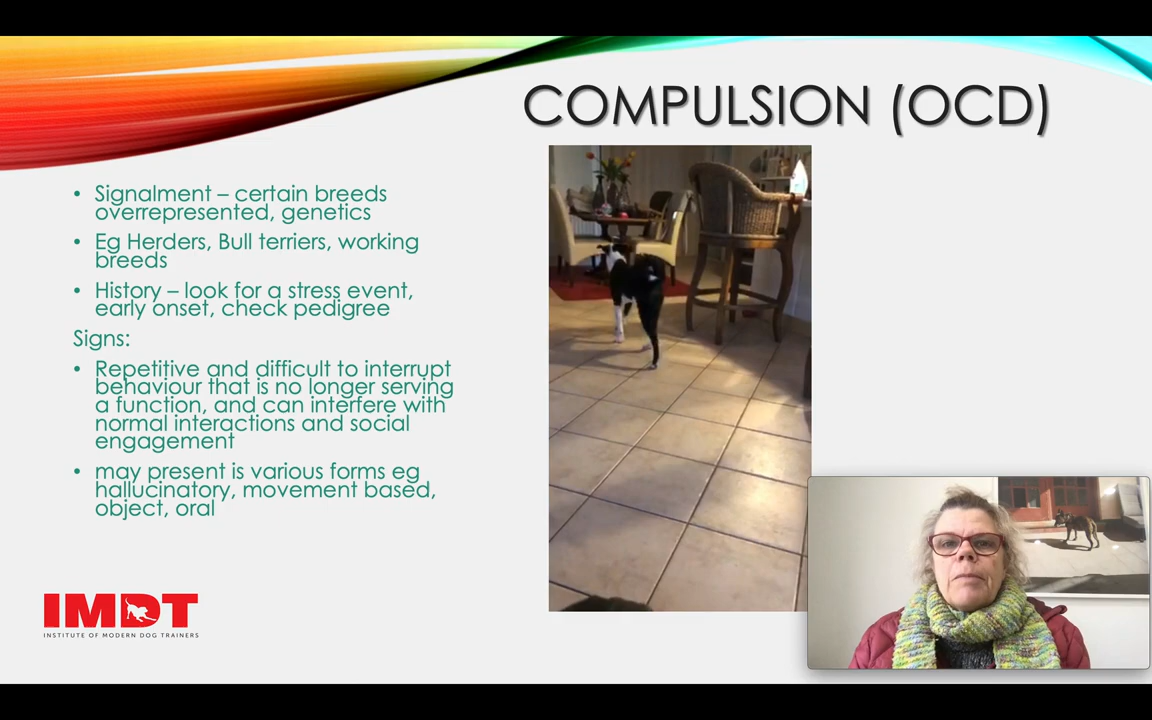 COMPULSION (OCD)
• Signalment – certain breeds
overrepresented, genetics
• Eg Herders, Bull terriers, working
breeds
• History – look for a stress event,
early onset, check pedigree
Signs:
• Repetitive and difficult to interrupt
behaviour that is no longer serving
a function, and can interfere with
normal interactions and social
engagement
• may present is various forms eg
hallucinatory, movement based,
object, oral
IMDT
INSTITUTE OF MODERN DOG TRAINERS